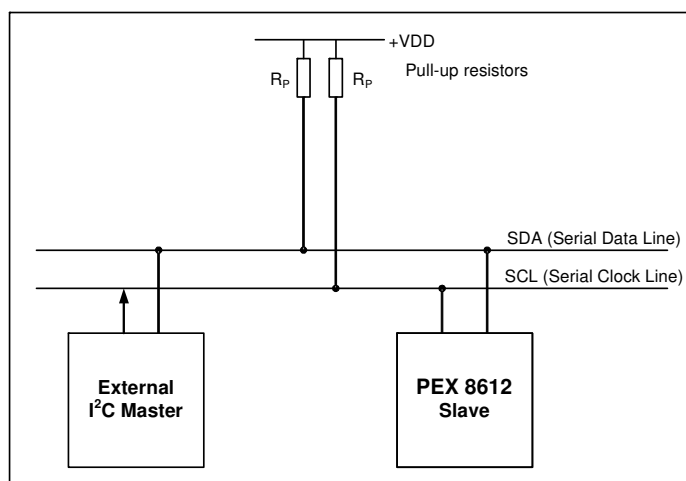 +VDD
R_P R_P Pull-up resistors
SDA (Serial Data Line)
SCL (Serial Clock Line)
External
I²C Master
PEX 8612
Slave